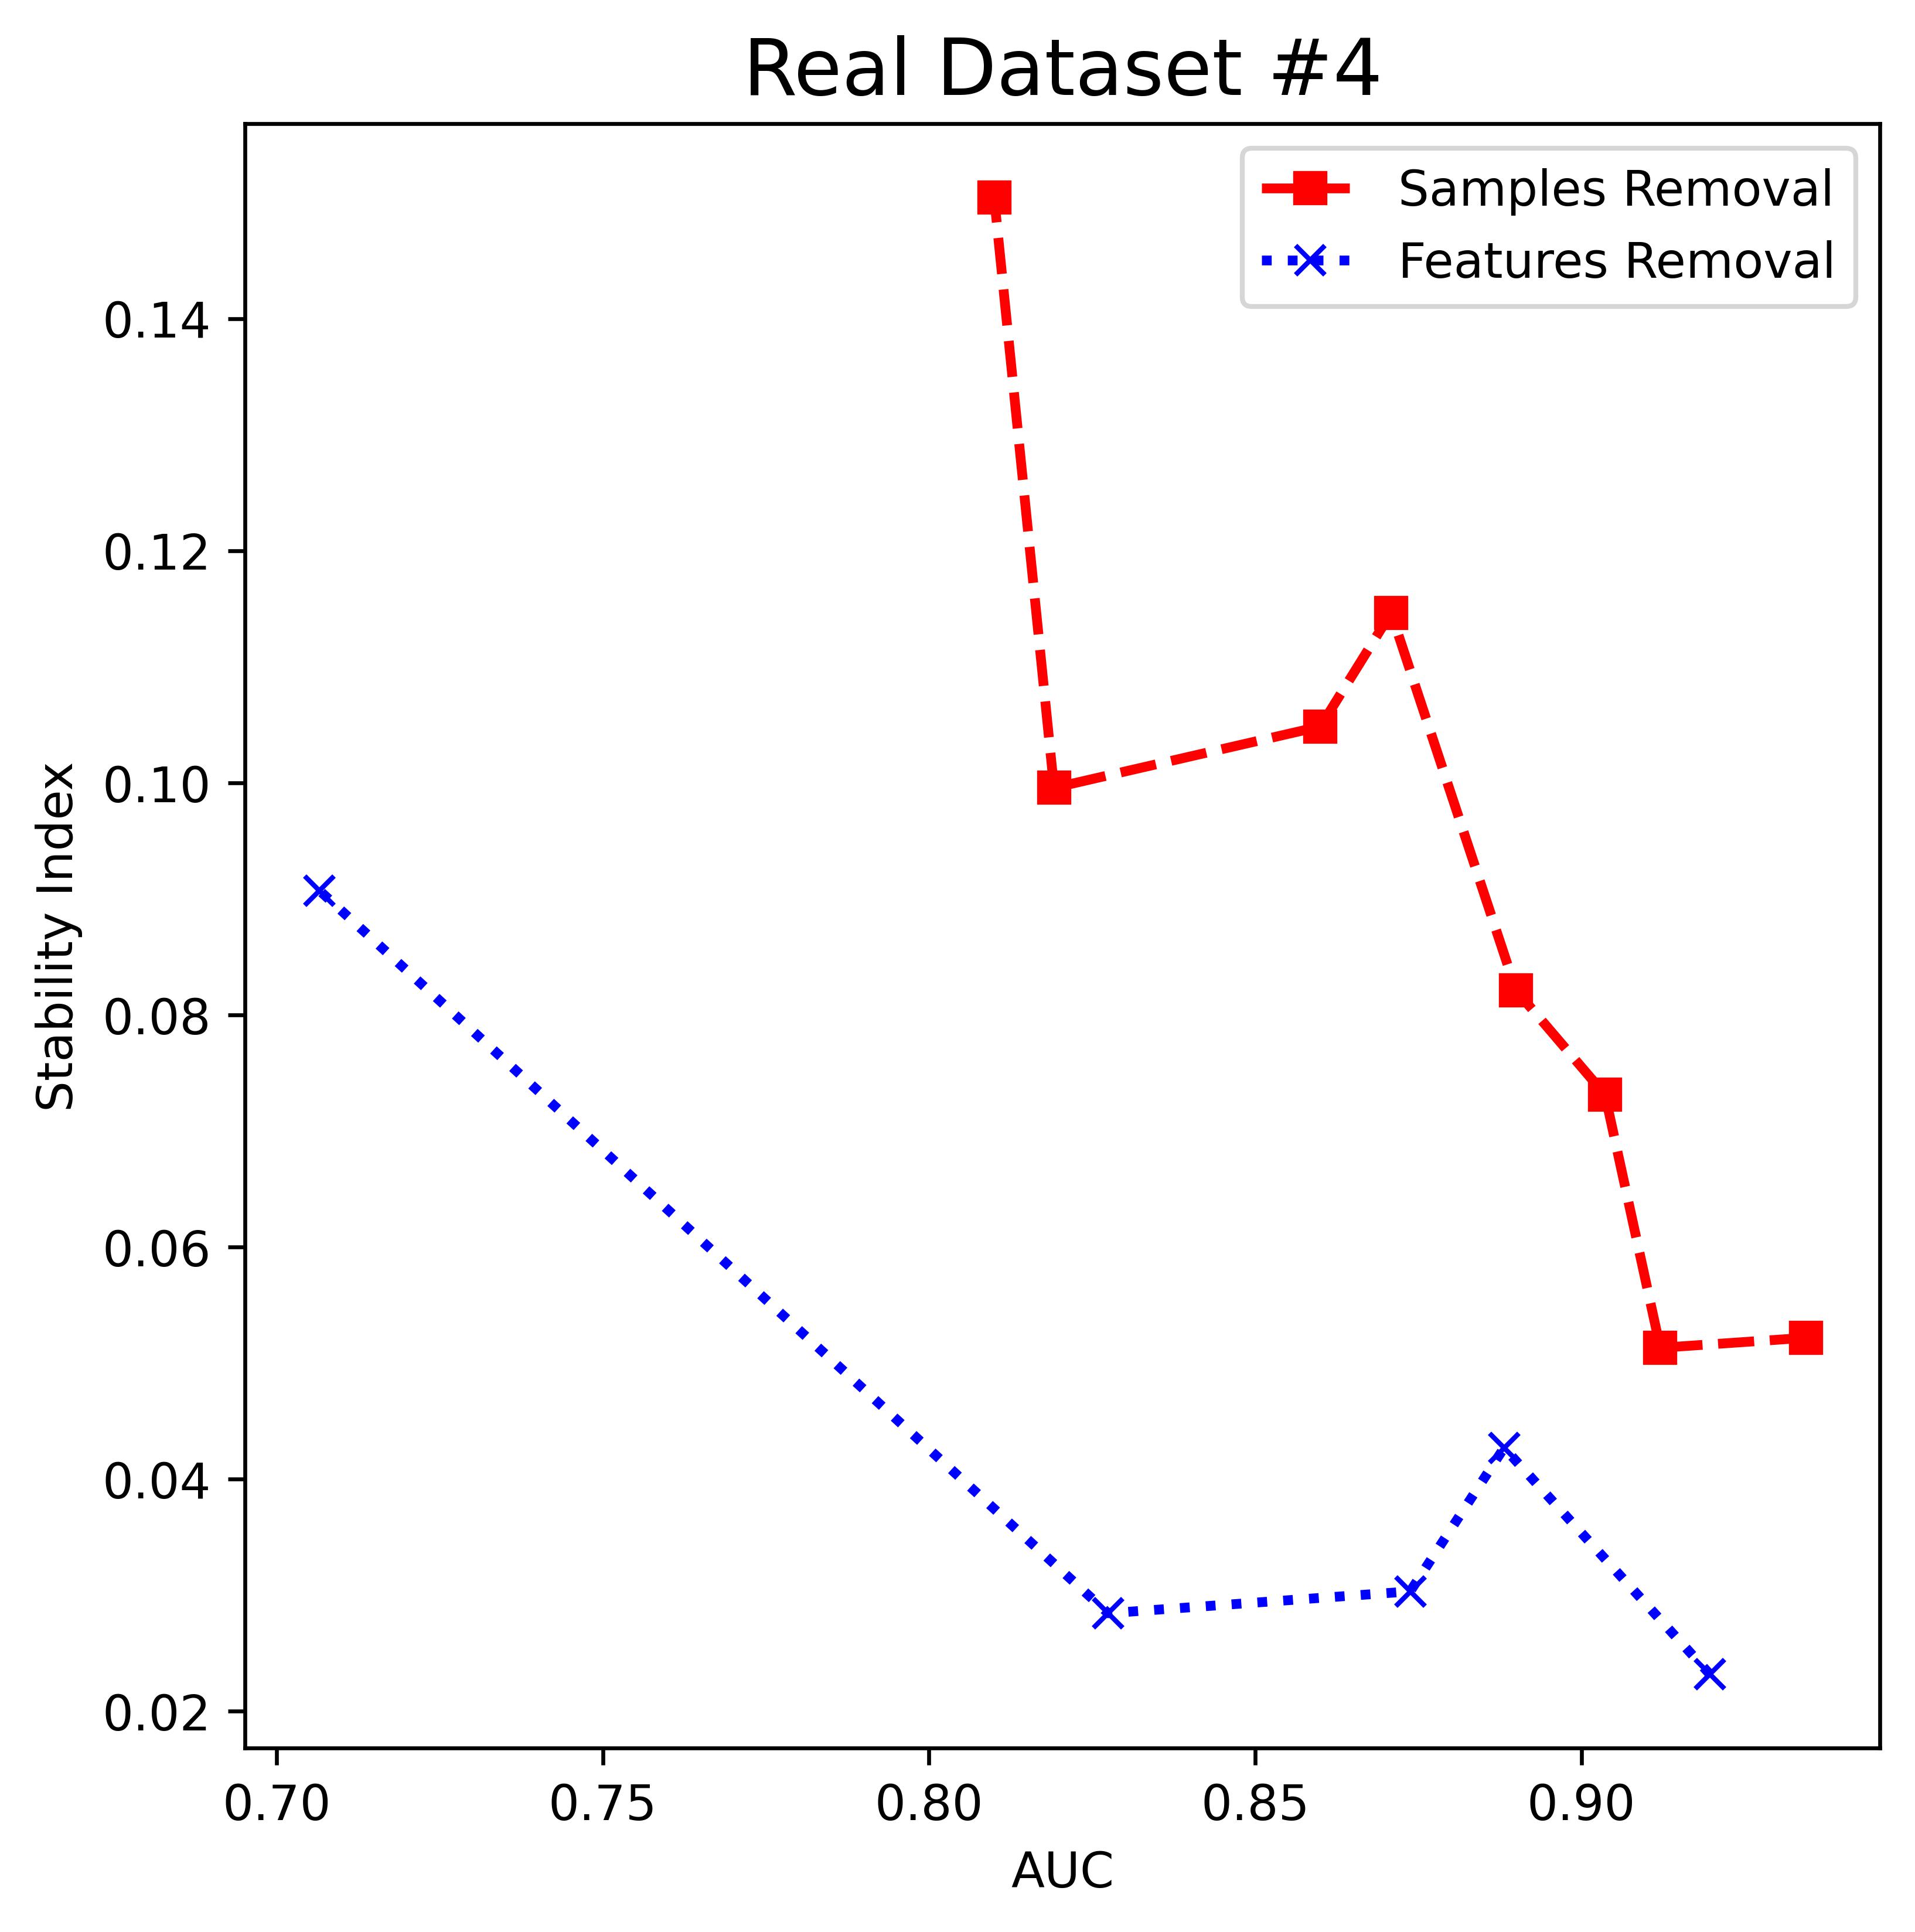 Real Dataset #4
Samples Removal
Features Removal
Stability Index
0.14
0.12
0.10
0.08
0.06
0.04
0.02
0.70 0.75 0.80 0.85 0.90
AUC